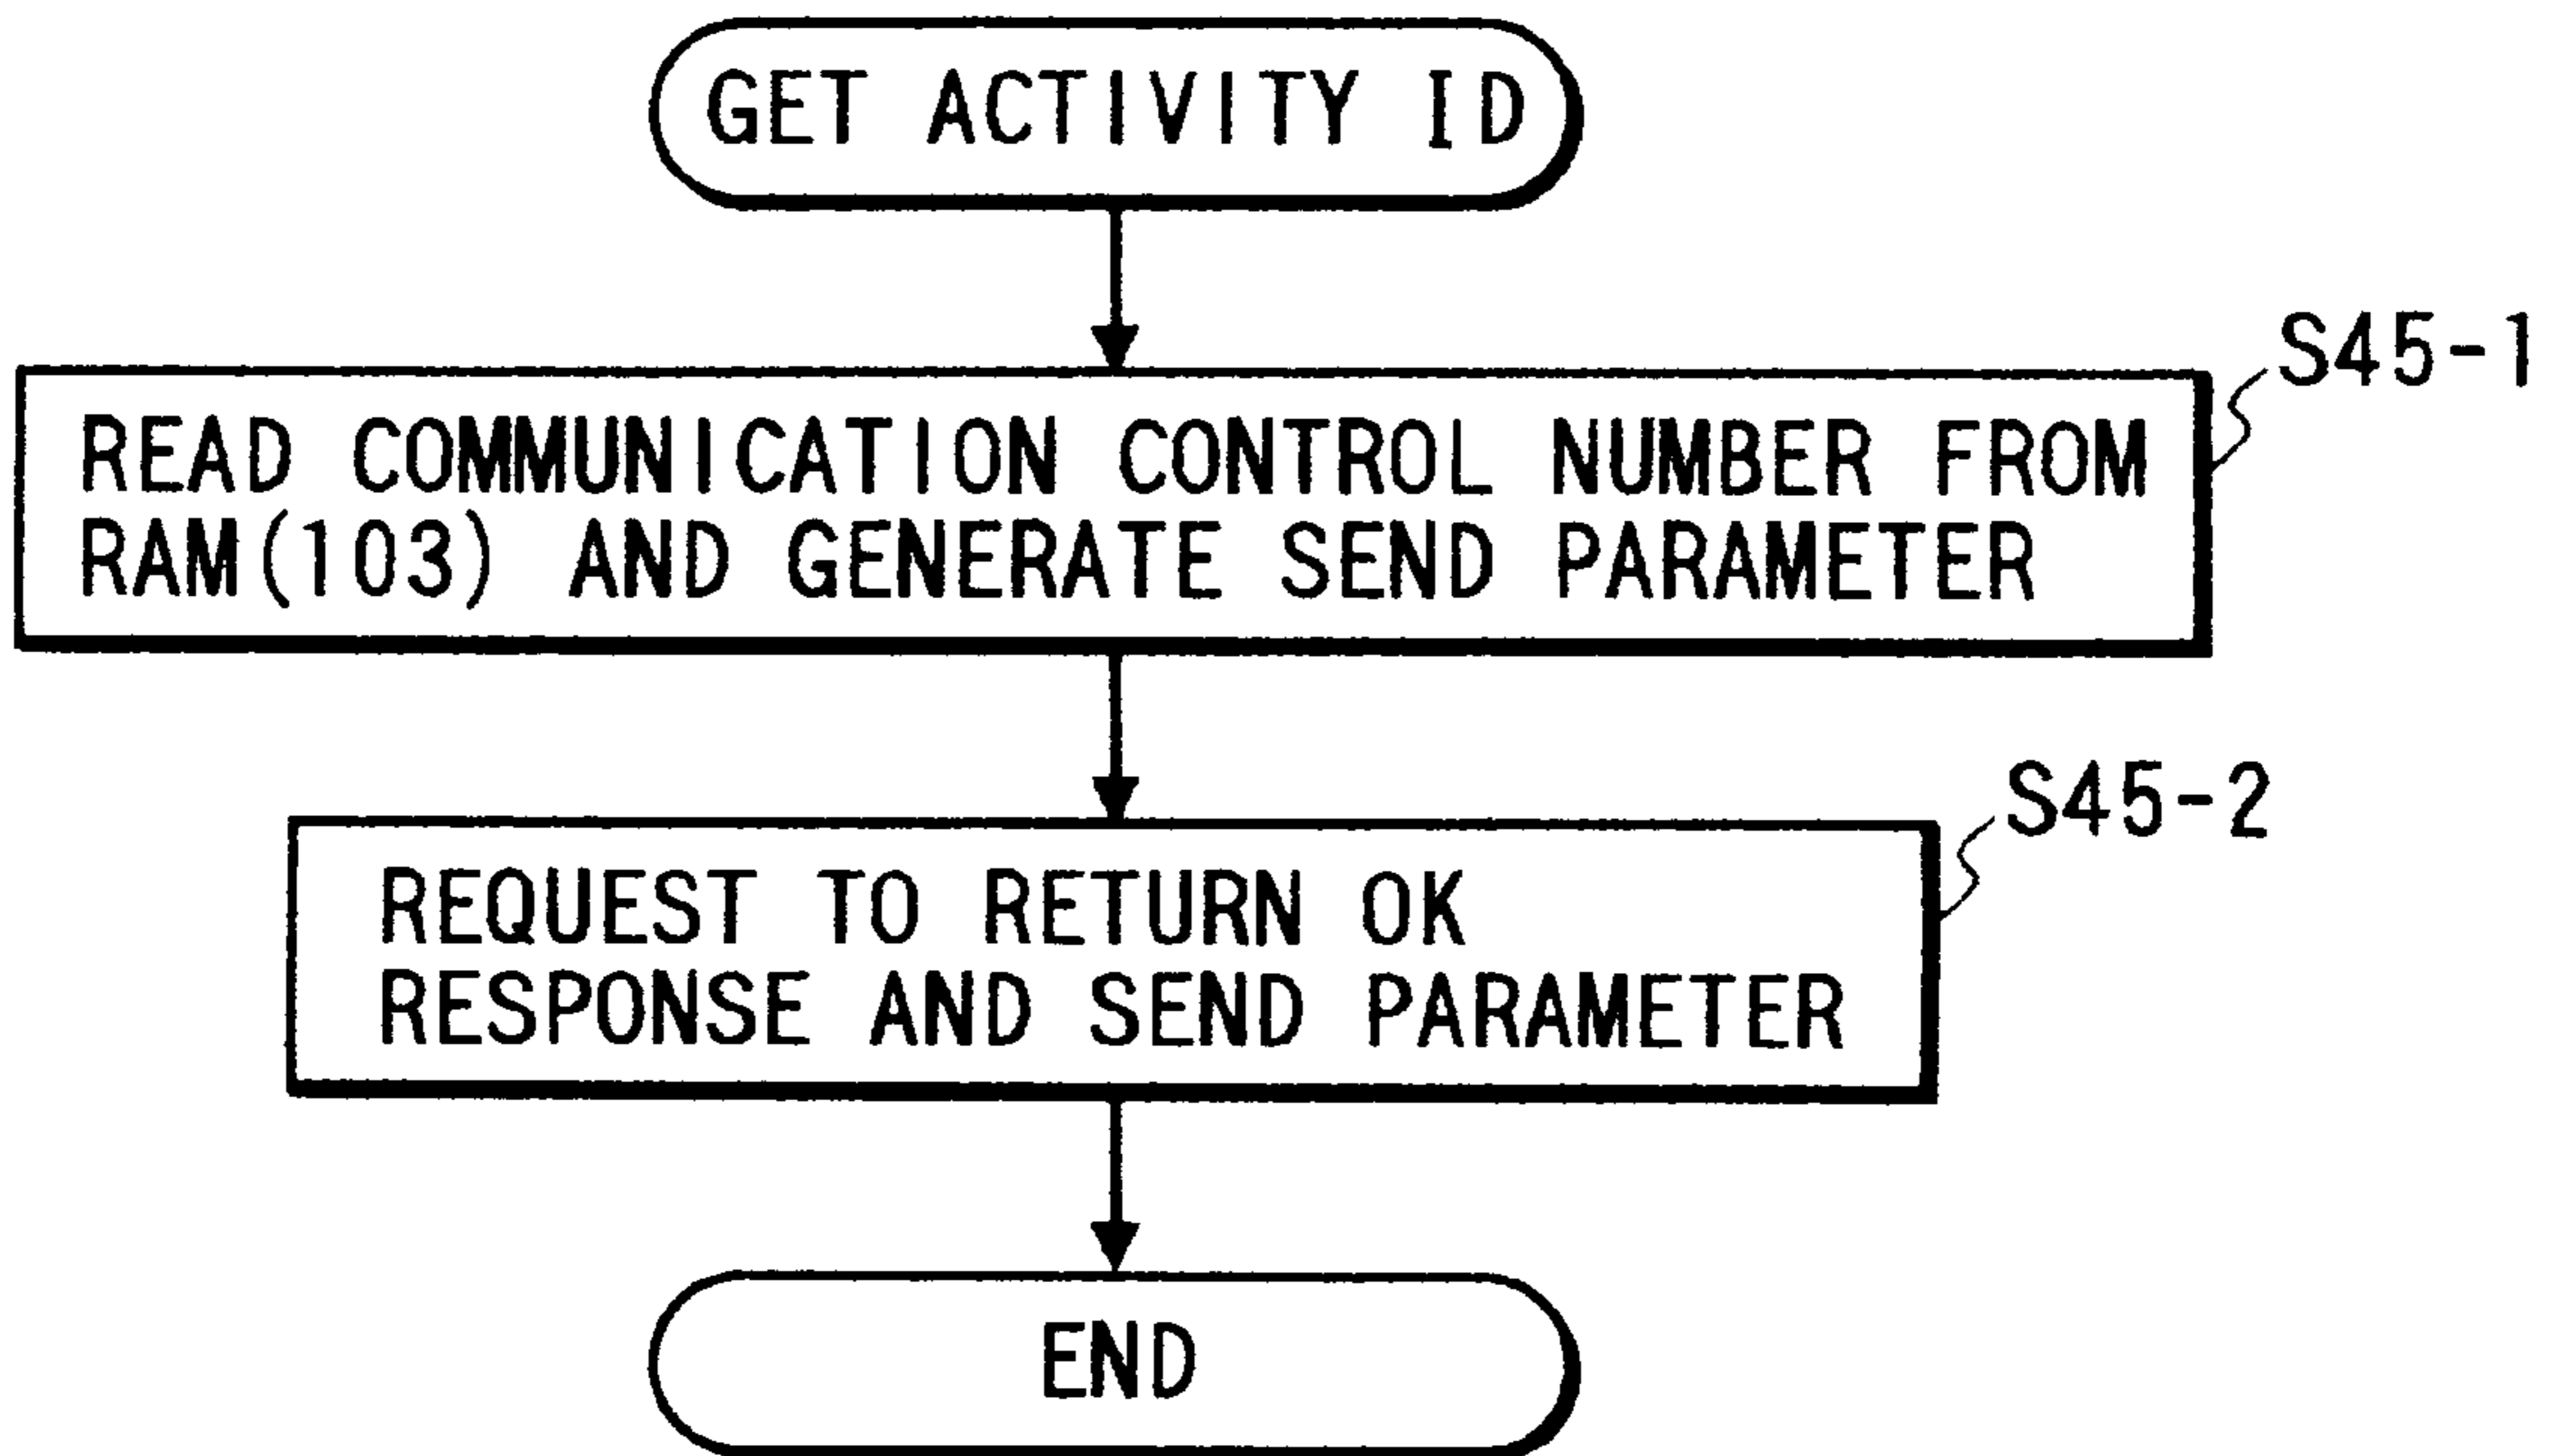 GET ACTIVITY ID
S45-1
READ COMMUNICATION CONTROL NUMBER FROM
RAM(103) AND GENERATE SEND PARAMETER
S45-2
REQUEST TO RETURN OK
RESPONSE AND SEND PARAMETER
END